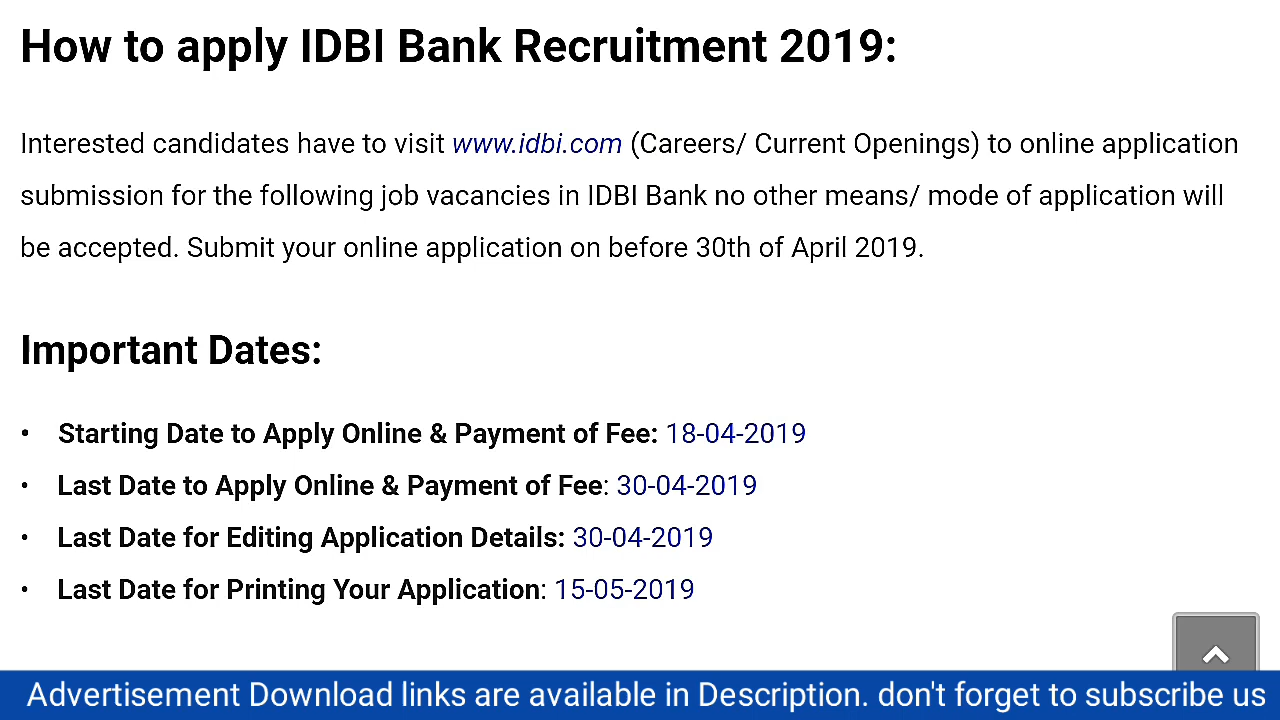 How to apply IDBI Bank Recruitment 2019:
Interested candidates have to visit www.idbi.com (Careers/ Current Openings) to online application
submission for the following job vacancies in IDBI Bank no other means/ mode of application will
be accepted. Submit your online application on before 30th of April 2019.
Important Dates:
• Starting Date to Apply Online & Payment of Fee: 18-04-2019
• Last Date to Apply Online & Payment of Fee: 30-04-2019
• Last Date for Editing Application Details: 30-04-2019
• Last Date for Printing Your Application: 15-05-2019
Advertisement Download links are available in Description. don't forget to subscribe us